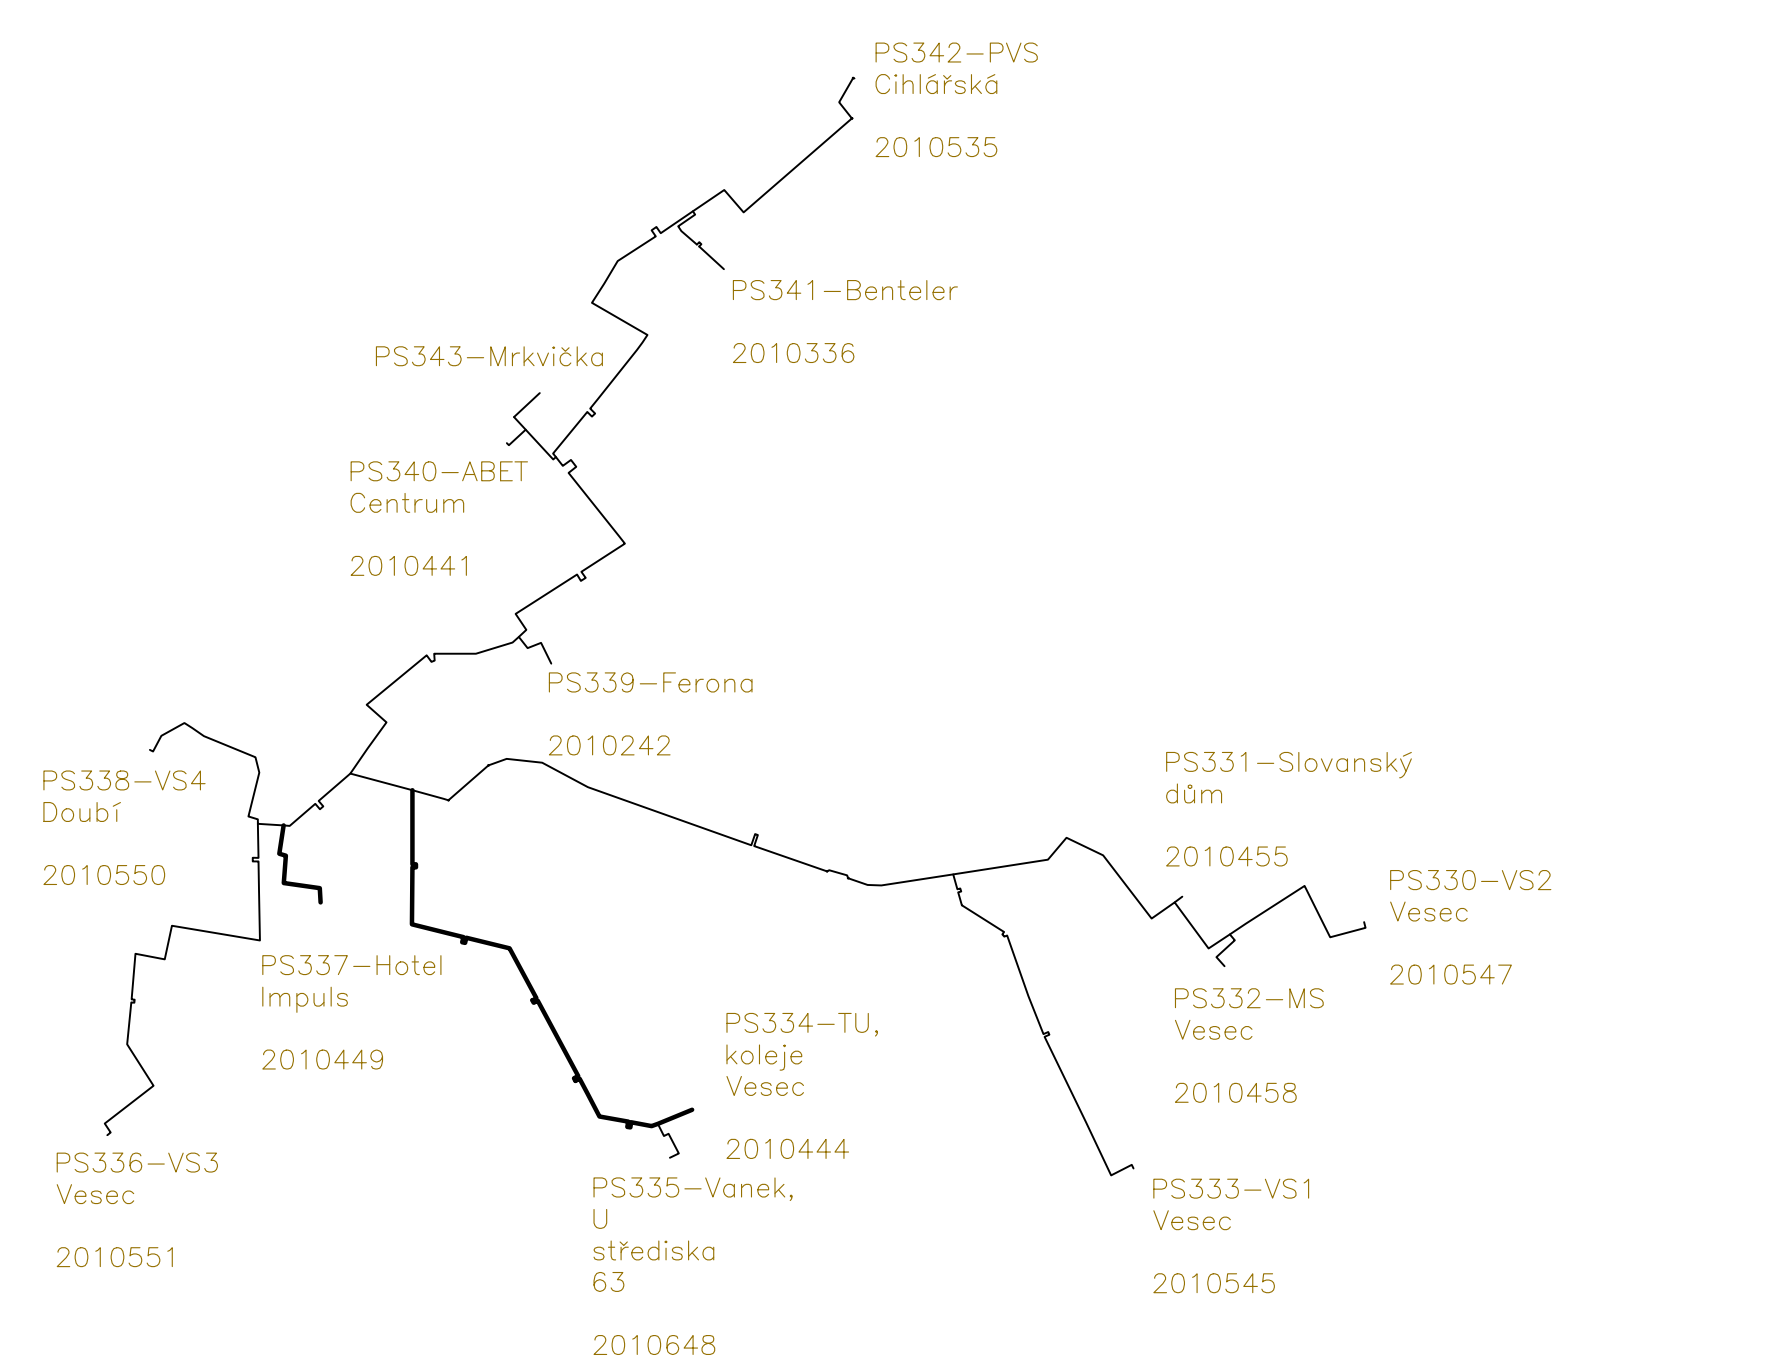 PS342-PVS
Cihlářská
2010535
PS341-Benteler
2010336
PS343-Mrkvička
PS340-ABET
Centrum
2010441
PS339-Ferona
2010242
PS338-VS4
Doubí
2010550
PS331-Slovanský
dům
2010455
PS330-VS2
Vesec
2010547
PS337-Hotel
Impuls
2010449
PS332-MS
Vesec
2010458
PS334-TU,
koleje
Vesec
2010444
PS336-VS3
Vesec
2010551
PS335-Vanek,
U
střediska
63
2010648
PS333-VS1
Vesec
2010545